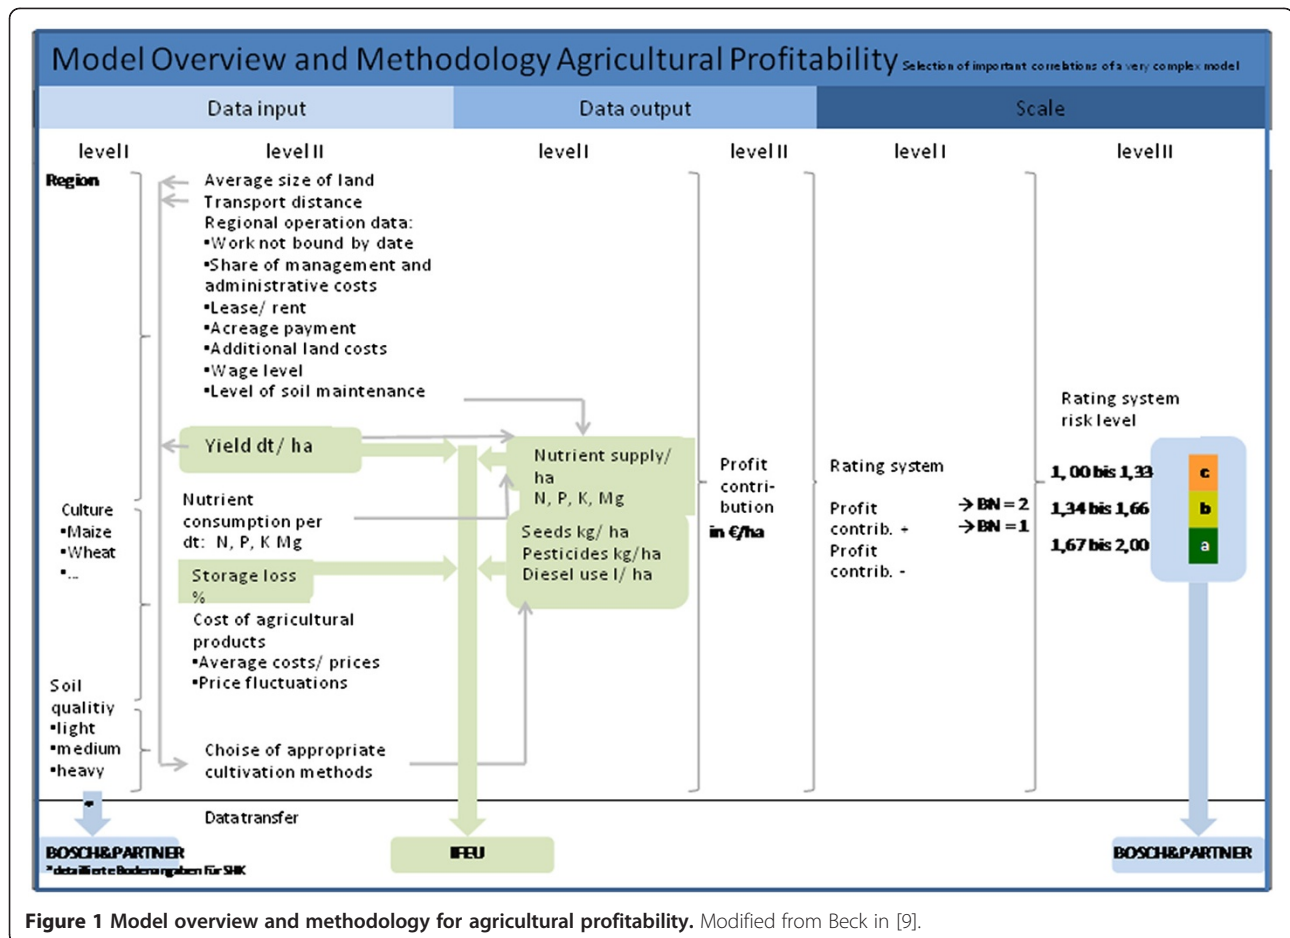 Model Overview and Methodology Agricultural Profitability Selection of important correlations of a very complex model
Data input
Data output
Scale
level I
level II
level I
level II
level I
level II
Region
Culture
▪Maize
▪Wheat
▪...
Soil
qualitiy
▪light
▪medium
▪heavy
Average size of land
Transport distance
Regional operation data:
▪Work not bound by date
▪Share of management and
administrative costs
▪Lease/ rent
▪Acreage payment
▪Additional land costs
▪Wage level
▪Level of soil maintenance
Yield dt/ ha
Nutrient
consumption per
dt: N, P, K Mg
Storage loss
%
Cost of agricultural
products
▪Average costs/ prices
▪Price fluctuations
Choise of appropriate
cultivation methods
Nutrient supply/
ha
N, P, K, Mg
Seeds kg/ ha
Pesticides kg/ha
Diesel use l/ ha
Profit
contri-
bution
in €/ha
Rating system
Profit
contrib. +
Profit
contrib. -
→ BN = 2
→ BN = 1
Rating system
risk level
1, 00 bis 1,33
1,34 bis 1,66
1,67 bis 2,00
c
b
a
*
Data transfer
BOSCH&PARTNER
*detaillierte Bodenangaben für SHK
IFEU
BOSCH&PARTNER
Figure 1 Model overview and methodology for agricultural profitability. Modified from Beck in [9].